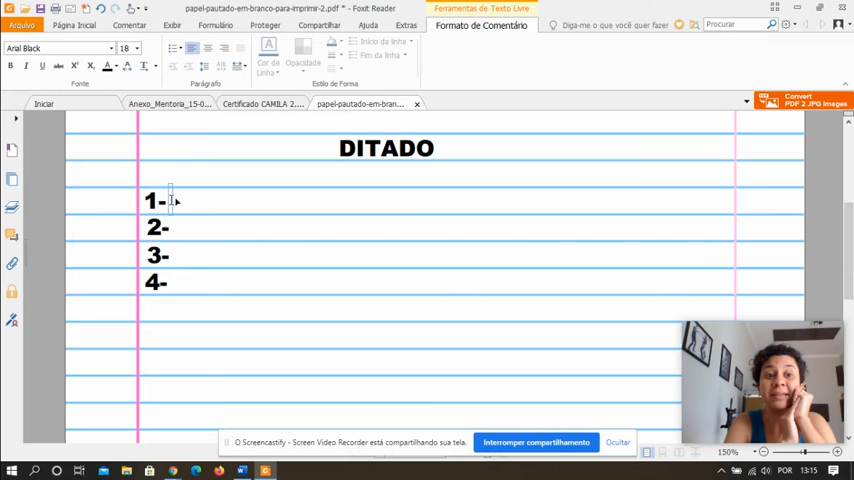 papel-pautado-em-branco-para-imprimir-2.pdf * - Foxit Reader
Ferramentas de Texto Livre
Arquivo Página Inicial Comentar Exibir Formulário Proteger Compartilhar Ajuda Extras Formato de Comentário Diga-me o que você quer fazer... Procurar
Arial Black 18
Cor de Linha
Opacidade
Início da linha
Fim da linha
Fonte Parágrafo Estilo de Forma
Iniciar Anexo_Mentoria_15-0... Certificado CAMILA 2.... papel-pautado-em-bran...
Convert
PDF 2 JPG Images
DITADO
1-
2-
3-
4-
O Screencastify - Screen Video Recorder está compartilhando sua tela. Interromper compartilhamento Ocultar
150%
POR 13:15